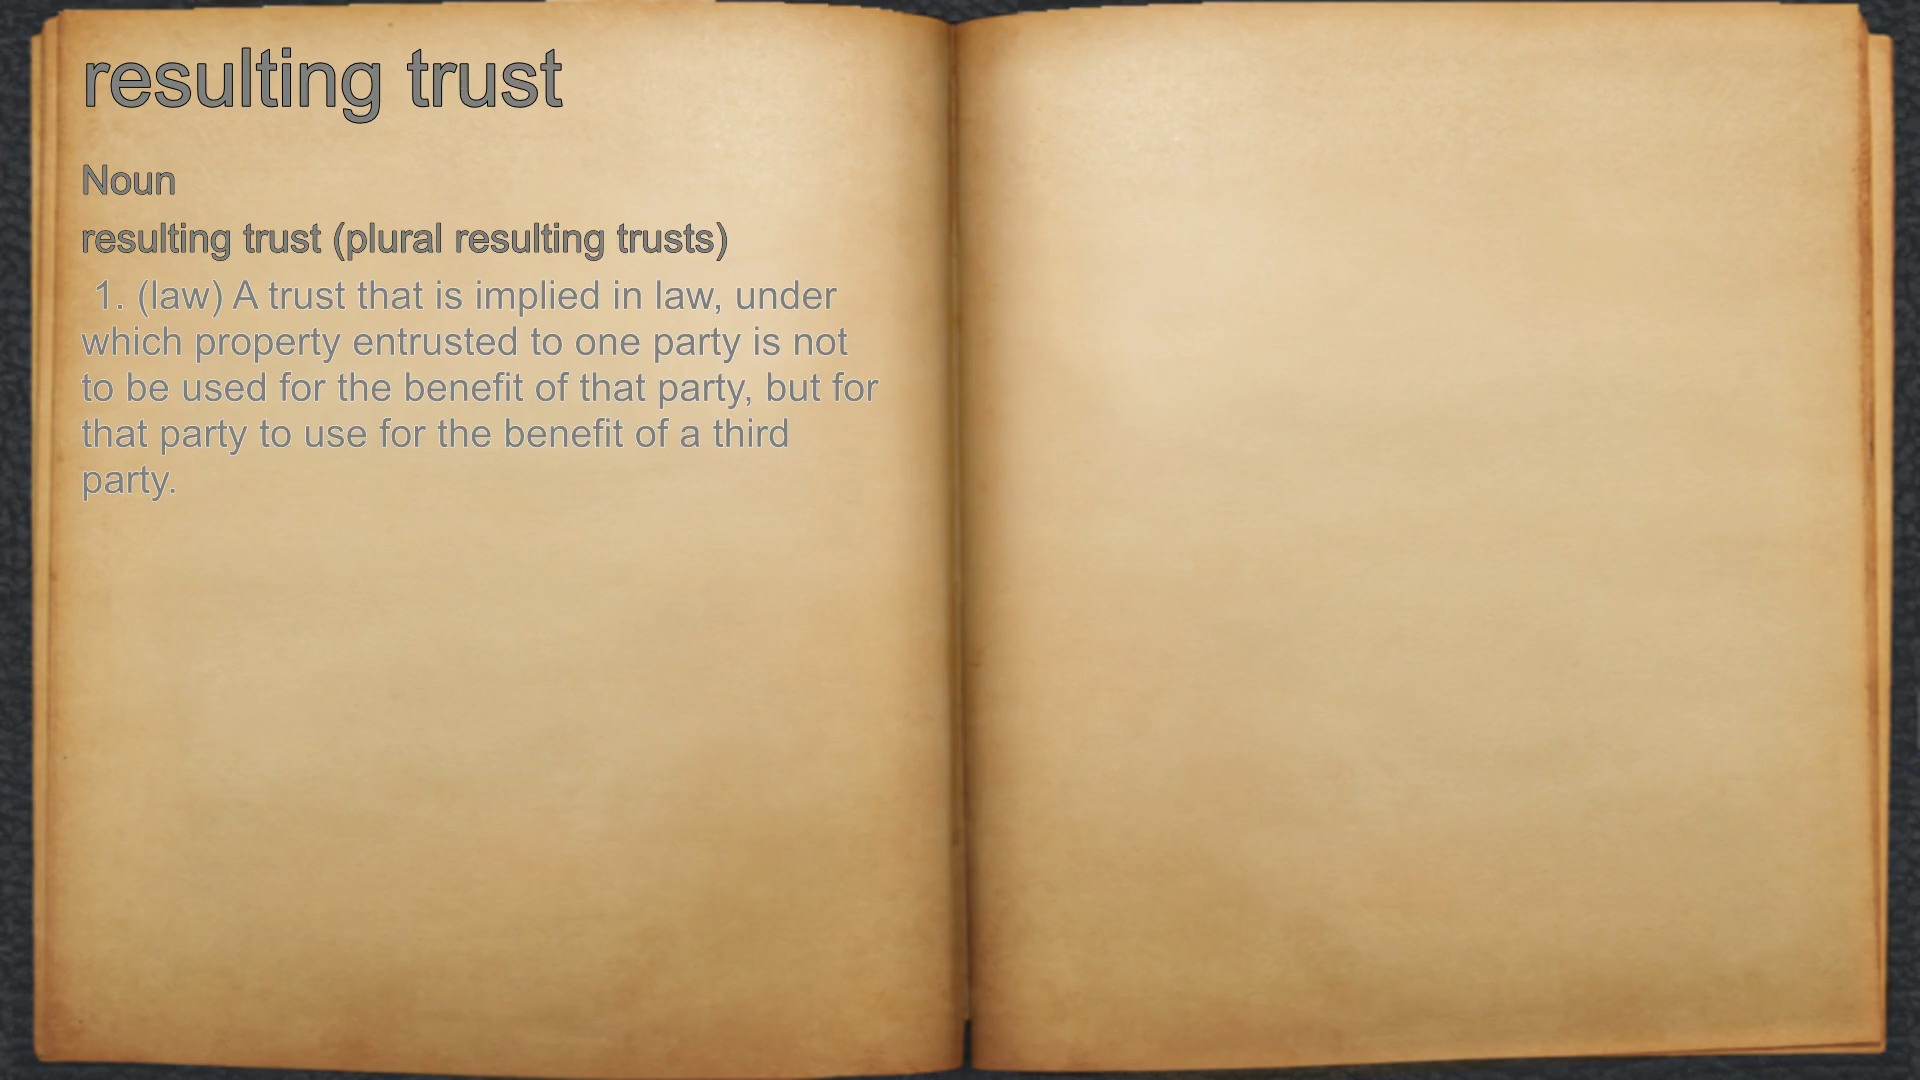 resulting trust
Noun
resulting trust (plural resulting trusts)
1. (law) A trust that is implied in law, under
which property entrusted to one party is not
to be used for the benefit of that party, but for
that party to use for the benefit of a third
party.